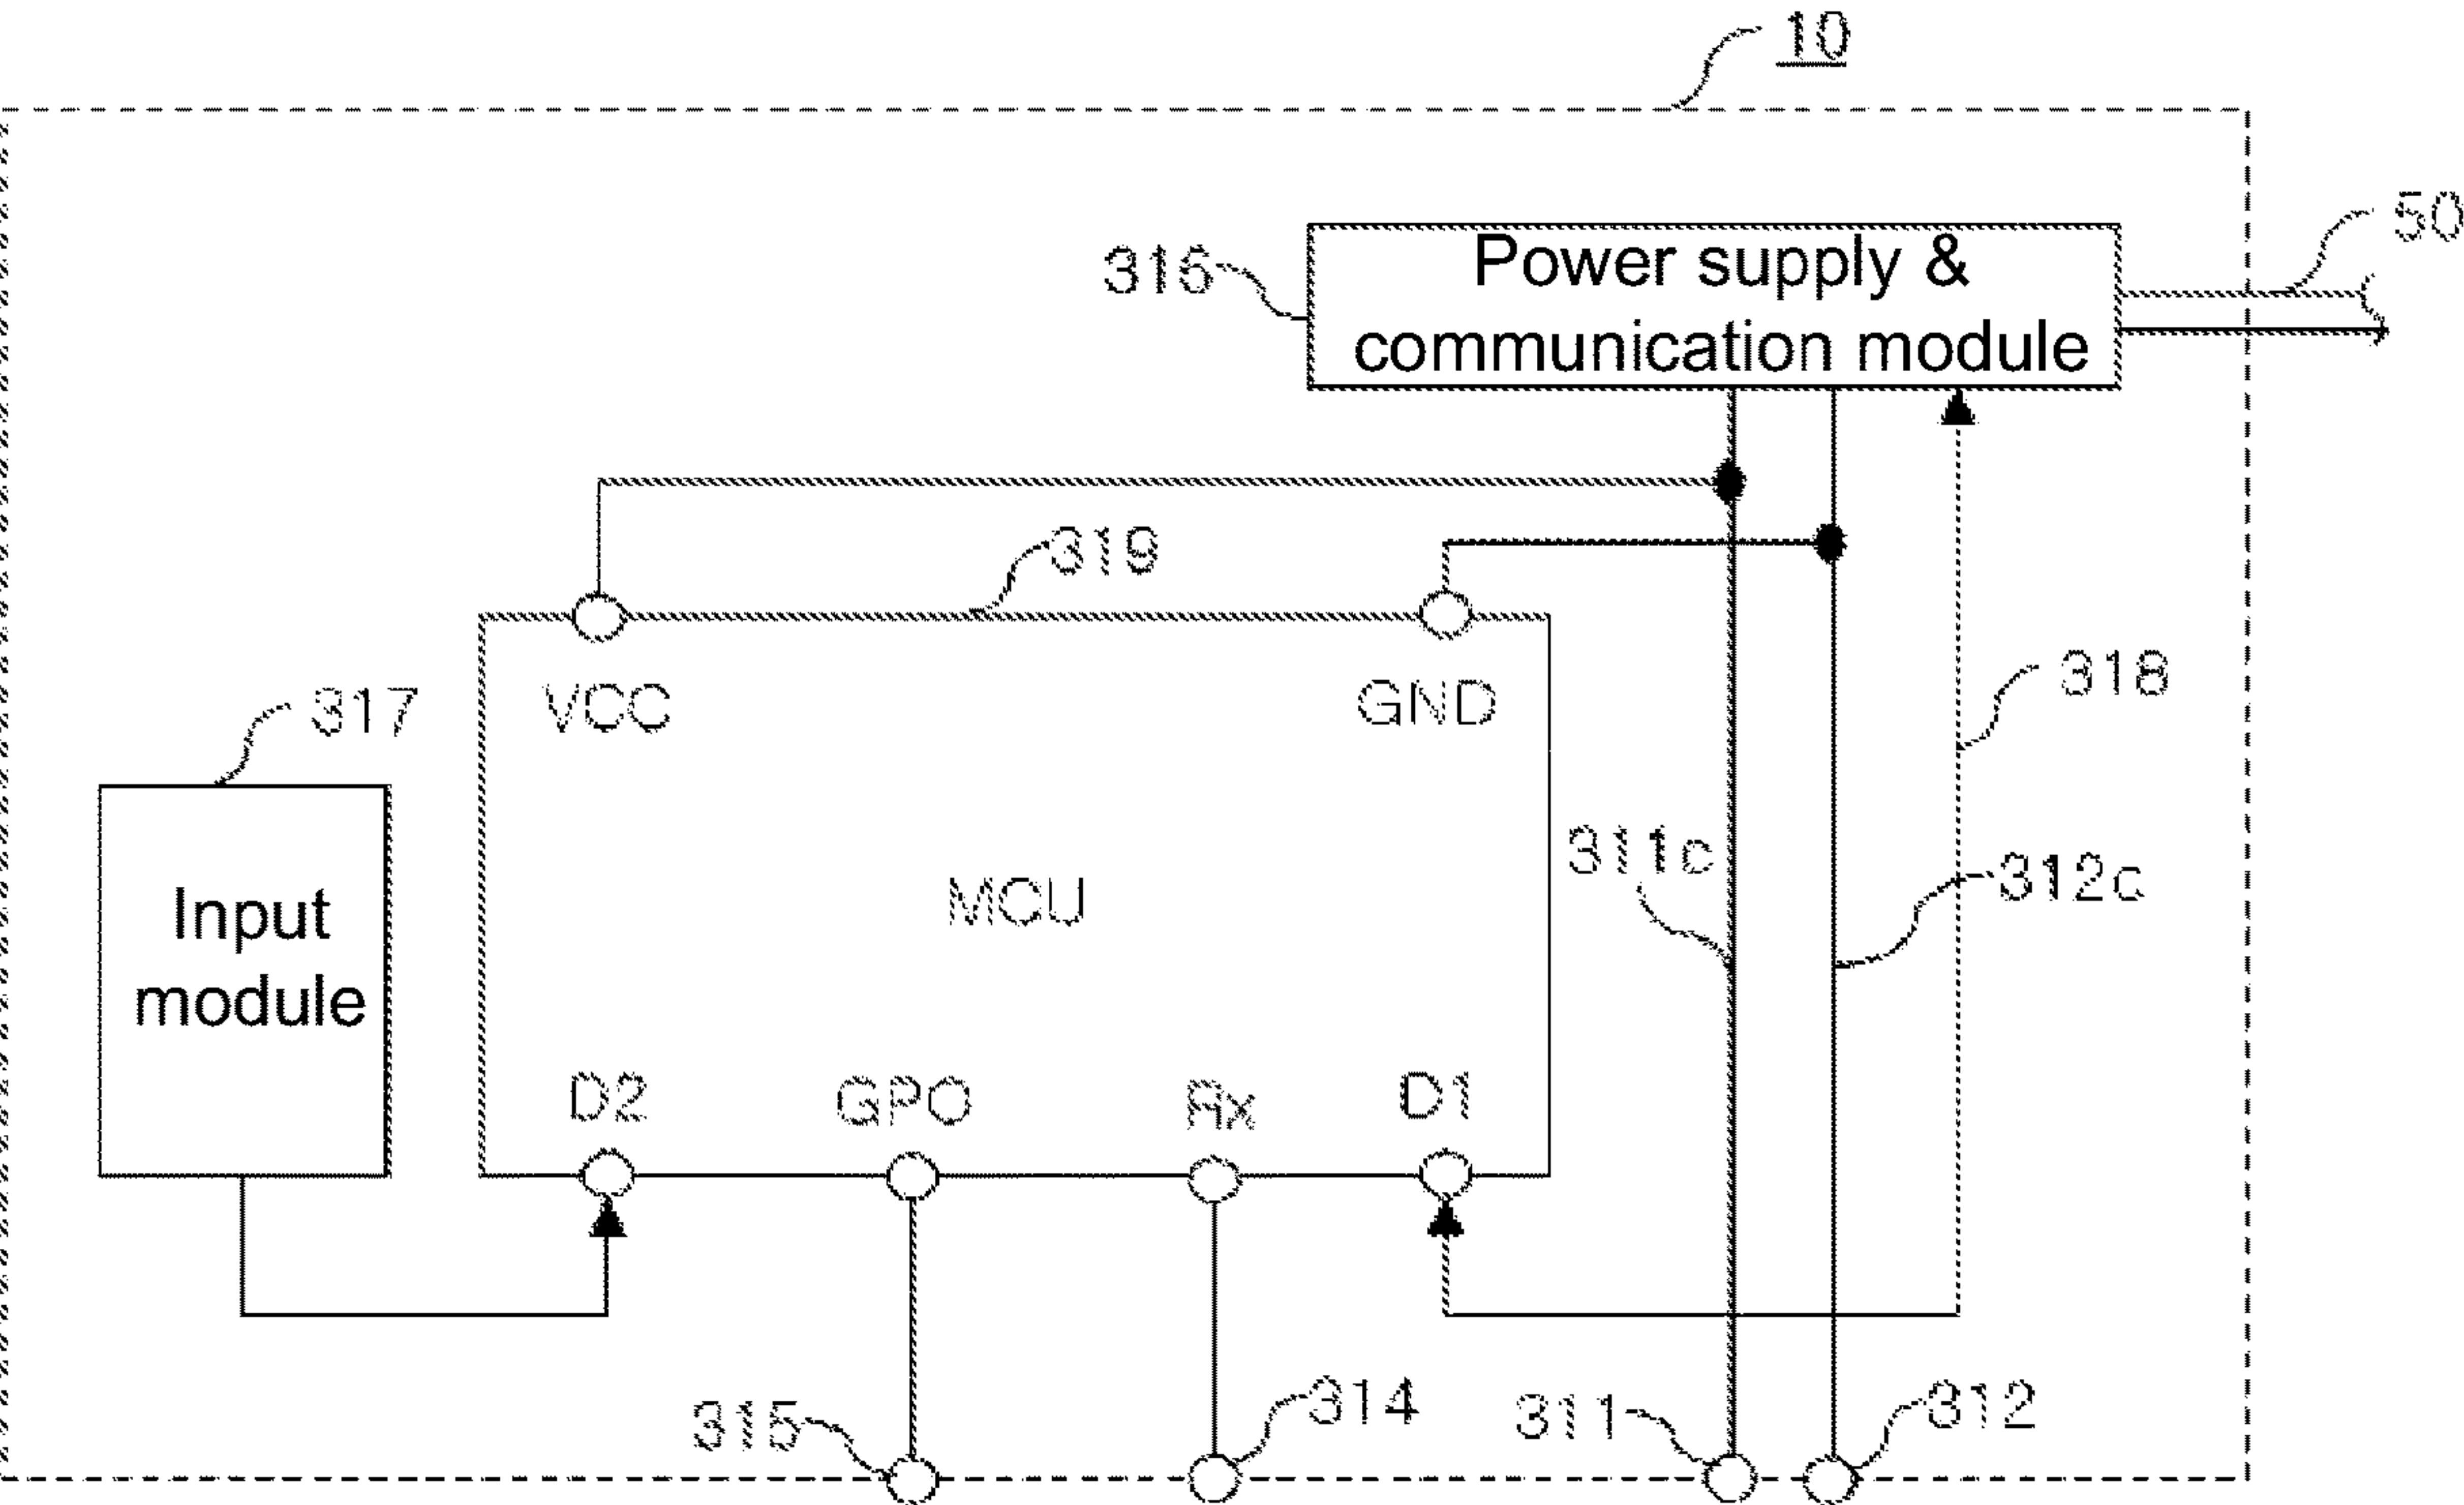 10
50
316
Power supply &
communication module
319
317
VCC
GND
318
311c
312c
Input
module
MCU
D2
GPO
Rx
D1
315
314
311
312